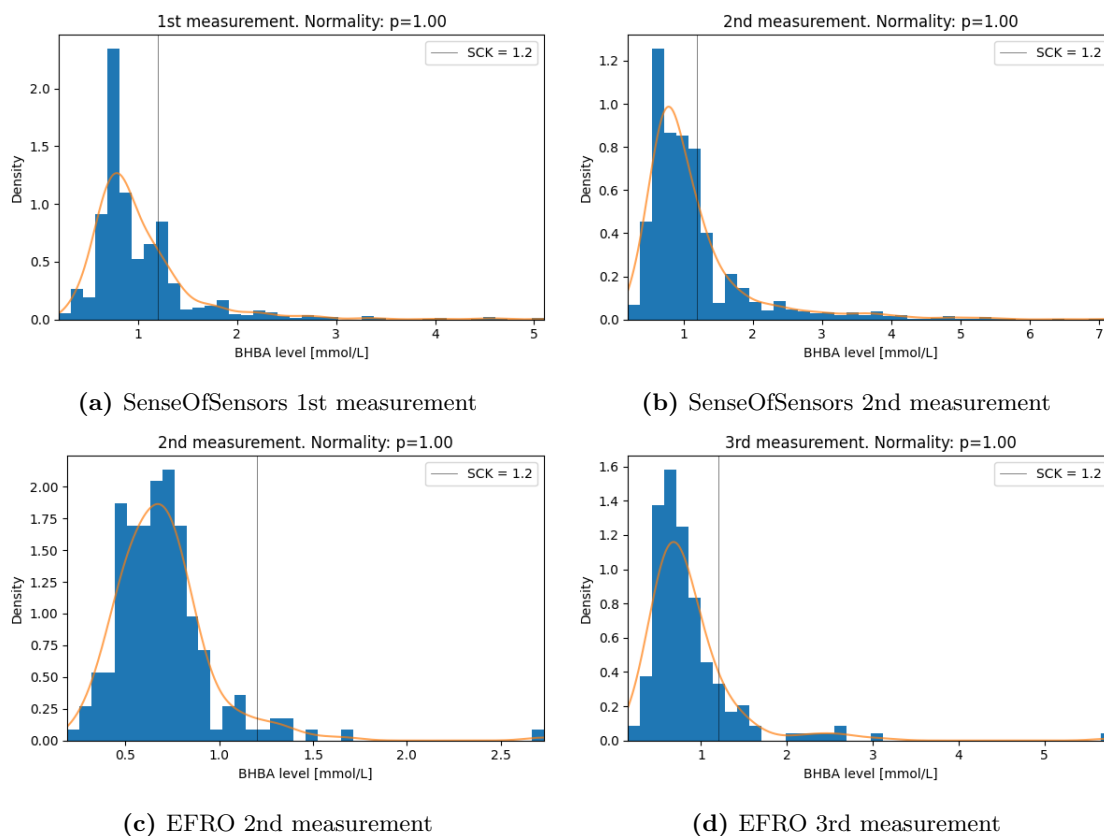 1st measurement. Normality: p=1.00
SCK = 1.2
Density
2.0
1.5
1.0
0.5
0.0
1 2 3 4 5
BHBA level [mmol/L]
(a) SenseOfSensors 1st measurement
2nd measurement. Normality: p=1.00
SCK = 1.2
Density
1.2
1.0
0.8
0.6
0.4
0.2
0.0
1 2 3 4 5 6 7
BHBA level [mmol/L]
(b) SenseOfSensors 2nd measurement
2nd measurement. Normality: p=1.00
SCK = 1.2
Density
2.00
1.75
1.50
1.25
1.00
0.75
0.50
0.25
0.00
0.5 1.0 1.5 2.0 2.5
BHBA level [mmol/L]
(c) EFRO 2nd measurement
3rd measurement. Normality: p=1.00
SCK = 1.2
Density
1.6
1.4
1.2
1.0
0.8
0.6
0.4
0.2
0.0
1 2 3 4 5
BHBA level [mmol/L]
(d) EFRO 3rd measurement